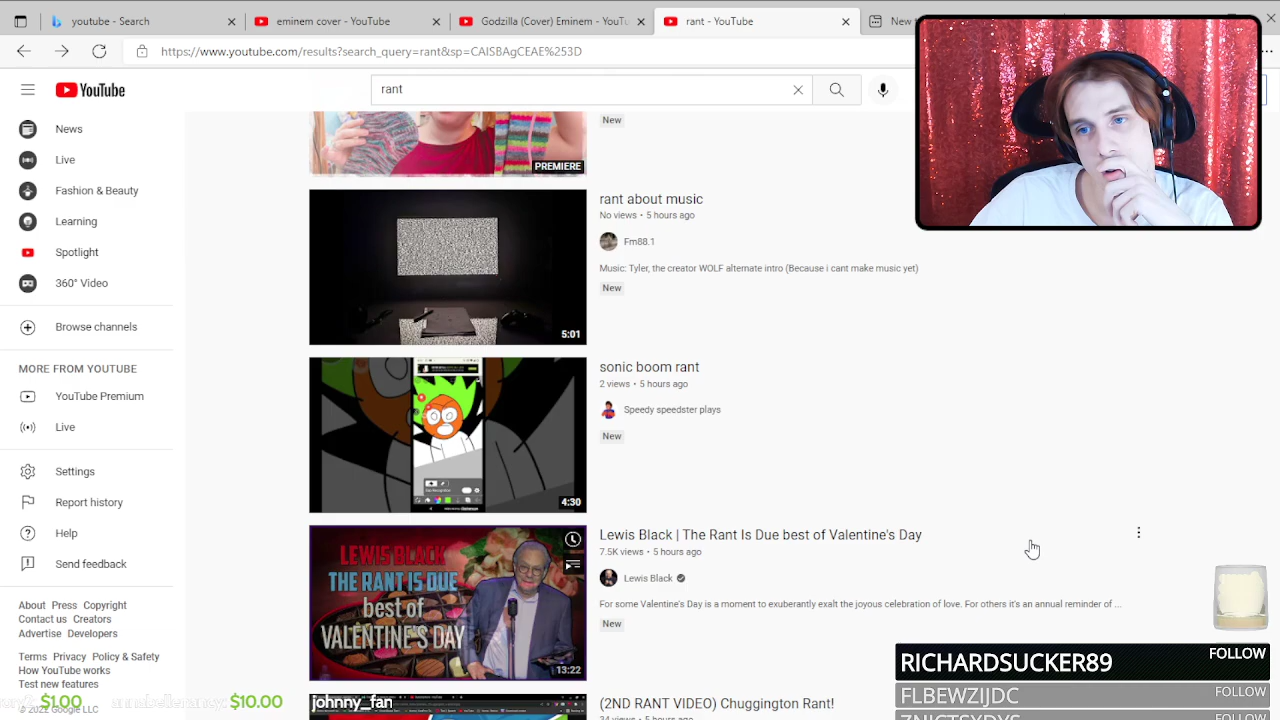 youtube - Search
eminem cover - YouTube
Godzilla (Cover) Eminem - YouTu
rant - YouTube
New t
https://www.youtube.com/results?search_query=rant&sp=CAISBAgCEAE%253D
YouTube
rant
News
Live
Fashion & Beauty
Learning
Spotlight
360° Video
Browse channels
MORE FROM YOUTUBE
YouTube Premium
Live
Settings
Report history
Help
Send feedback
About Press Copyright
Contact us Creators
Advertise Developers
Terms Privacy Policy & Safety
How YouTube works
Test new features
© 2022 Google LLC
$1.00
$10.00
PREMIERE
New
5:01
rant about music
No views • 5 hours ago
Fm88.1
Music: Tyler, the creator WOLF alternate intro (Because i cant make music yet)
New
4:30
sonic boom rant
2 views • 5 hours ago
Speedy speedster plays
New
LEWIS BLACK
THE RANT IS DUE
best of
VALENTINE'S DAY
13:22
Lewis Black | The Rant Is Due best of Valentine's Day
7.5K views • 5 hours ago
Lewis Black
For some Valentine's Day is a moment to exuberantly exalt the joyous celebration of love. For others it's an annual reminder of ...
New
johnny_fan
(2ND RANT VIDEO) Chuggington Rant!
34 views • 5 hours ago
RICHARDSUCKER89 FOLLOW
FLBEWZIJDC FOLLOW
FOLLOW